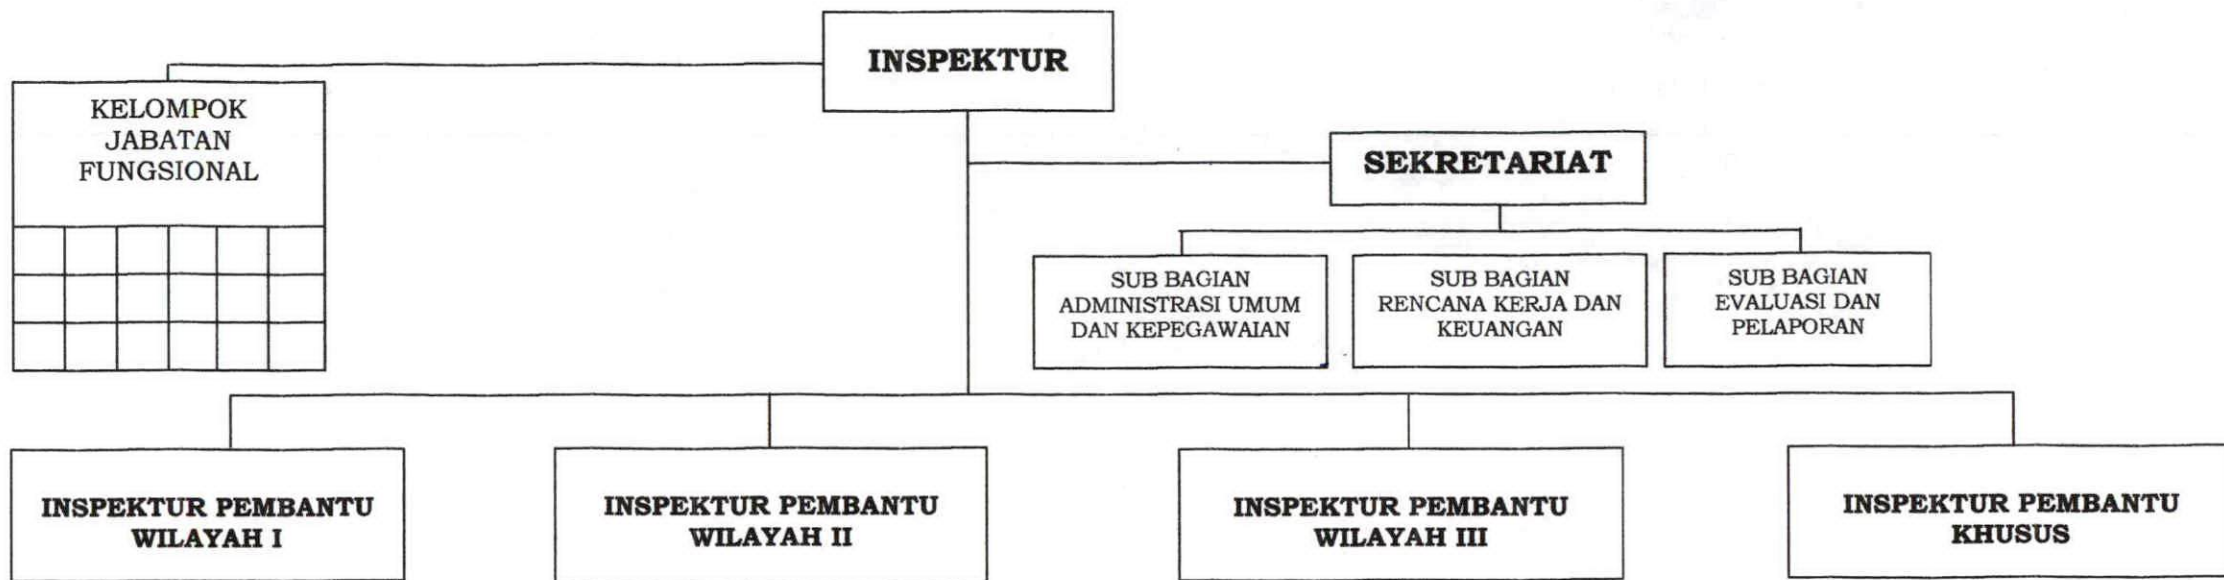 INSPEKTUR
KELOMPOK
JABATAN
FUNGSIONAL
SEKRETARIAT
SUB BAGIAN
ADMINISTRASI UMUM
DAN KEPEGAWAIAN
SUB BAGIAN
RENCANA KERJA DAN
KEUANGAN
SUB BAGIAN
EVALUASI DAN
PELAPORAN
INSPEKTUR PEMBANTU
WILAYAH I
INSPEKTUR PEMBANTU
WILAYAH II
INSPEKTUR PEMBANTU
WILAYAH III
INSPEKTUR PEMBANTU
KHUSUS